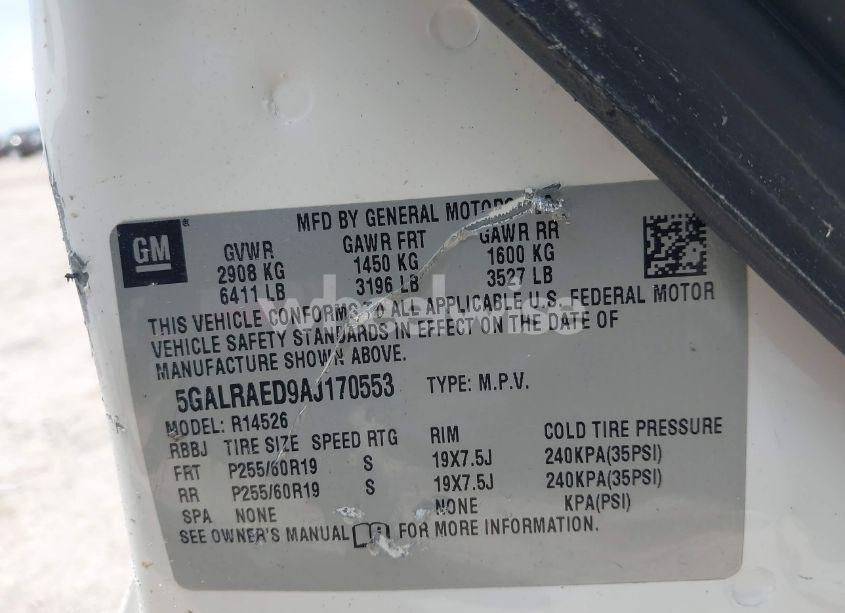 MFD BY GENERAL MOTORS
GM
GVWR GAWR FRT GAWR RR
2908 KG 1450 KG 1600 KG
6411 LB 3196 LB 3527 LB
THIS VEHICLE CONFORMS TO ALL APPLICABLE U.S. FEDERAL MOTOR
VEHICLE SAFETY STANDARDS IN EFFECT ON THE DATE OF
MANUFACTURE SHOWN ABOVE.
5GALRAED9AJ170553 TYPE: M.P.V.
MODEL: R14526
RBBJ TIRE SIZE SPEED RTG RIM COLD TIRE PRESSURE
FRT P255/60R19 S 19X7.5J 240KPA(35PSI)
RR P255/60R19 S 19X7.5J 240KPA(35PSI)
SPA NONE NONE KPA(PSI)
SEE OWNER'S MANUAL FOR MORE INFORMATION.